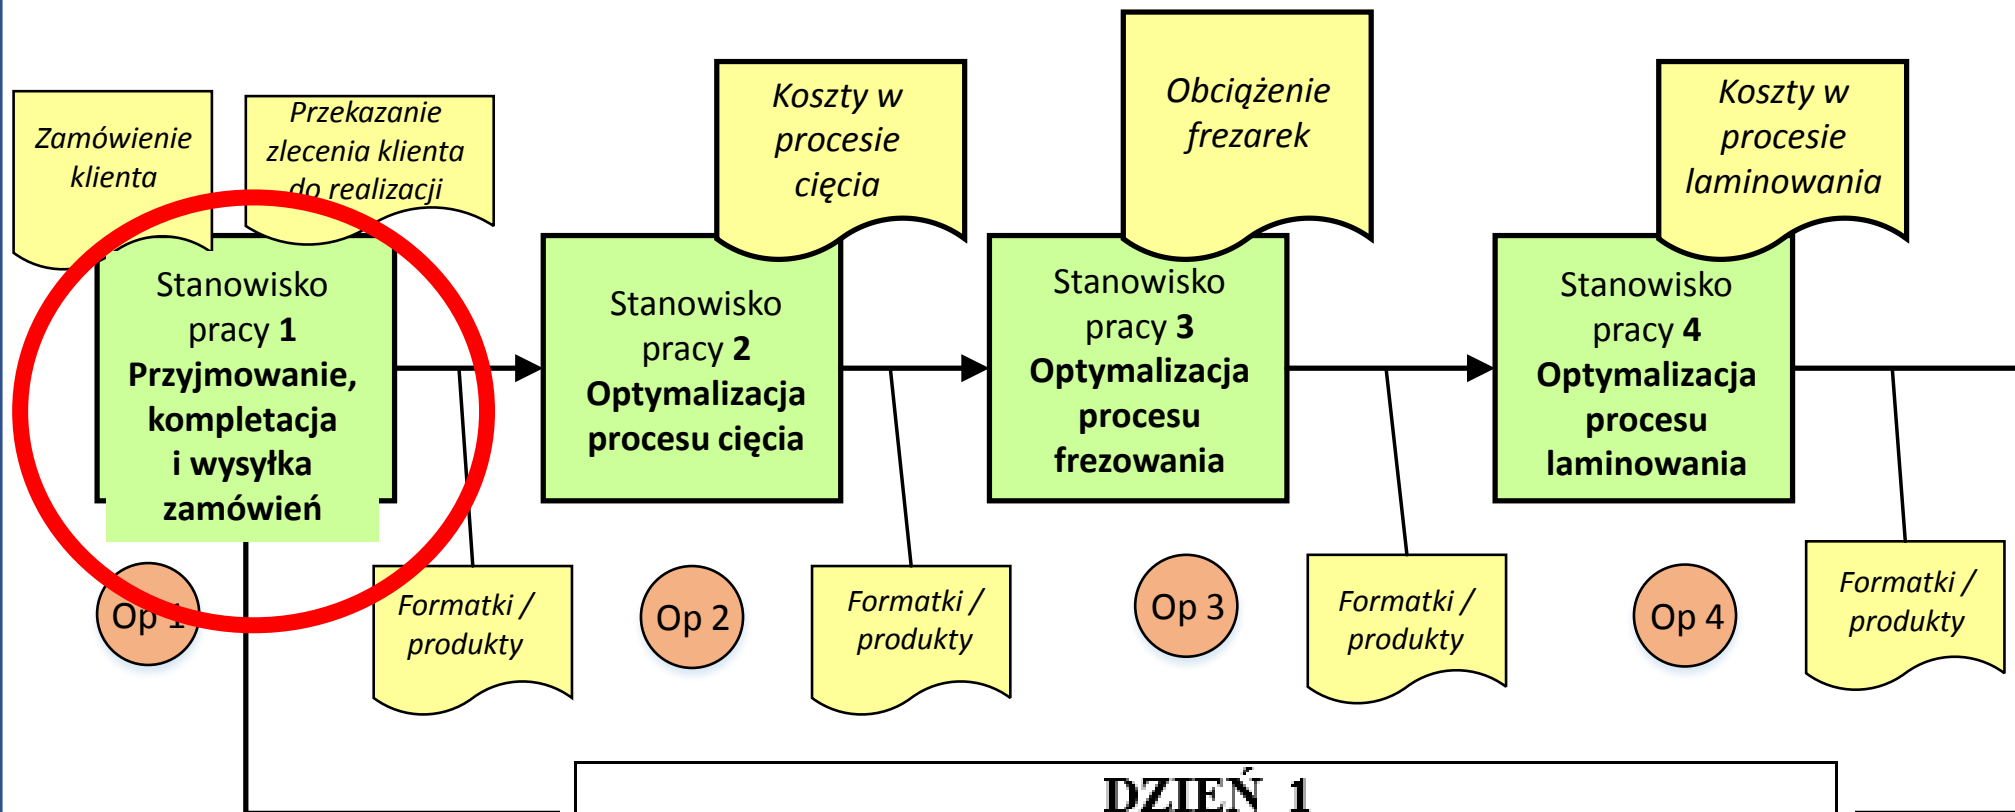 Zamówienie
klienta
Przekazanie
zlecenia klienta
do realizacji
Koszty w
procesie
cięcia
Obciążenie
frezarek
Koszty w
procesie
laminowania
Stanowisko
pracy 1
Przyjmowanie,
kompletacja
i wysyłka
zamówień
Stanowisko
pracy 2
Optymalizacja
procesu cięcia
Stanowisko
pracy 3
Optymalizacja
procesu
frezowania
Stanowisko
pracy 4
Optymalizacja
procesu
laminowania
Op 1
Formatki /
produkty
Op 2
Formatki /
produkty
Op 3
Formatki /
produkty
Op 4
Formatki /
produkty
DZIEŃ 1